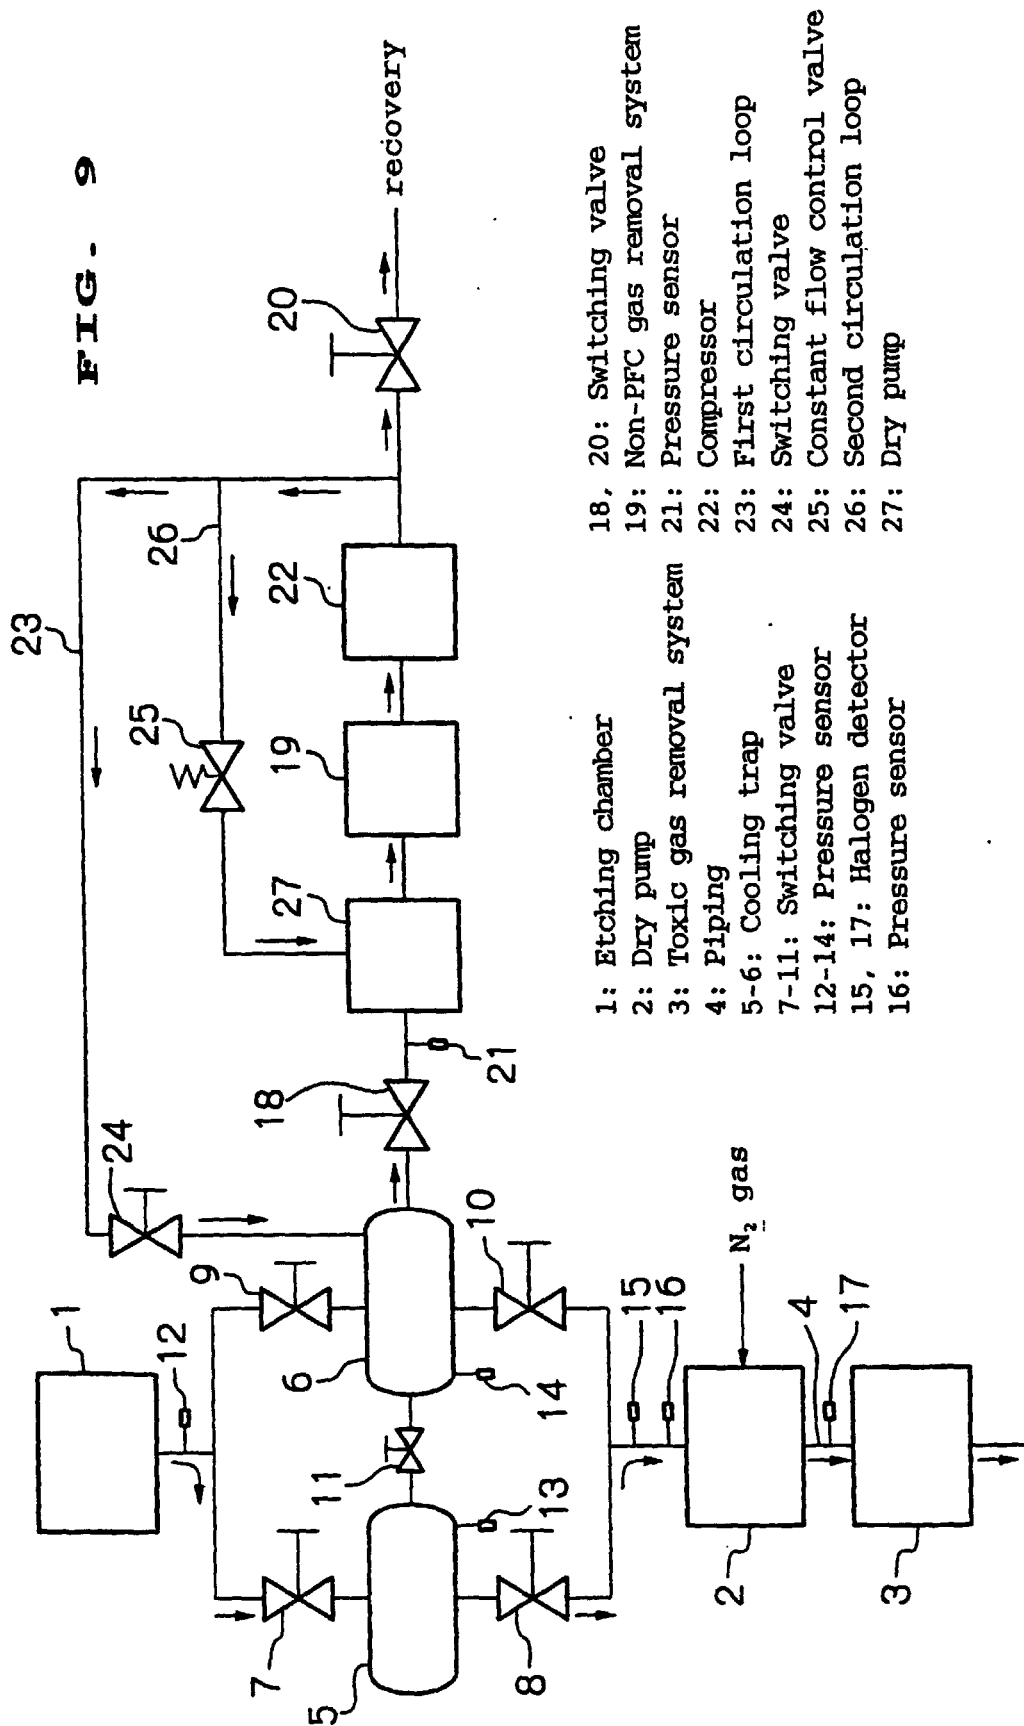 FIG. 9
23
24
25
26
20
recovery
1
12
9
6
14
10
18
21
27
19
22
11
7
5
13
8
15
16
N₂ gas
2
4
17
3
1: Etching chamber
2: Dry pump
3: Toxic gas removal system
4: Piping
5-6: Cooling trap
7-11: Switching valve
12-14: Pressure sensor
15, 17: Halogen detector
16: Pressure sensor
18, 20: Switching valve
19: Non-PFC gas removal system
21: Pressure sensor
22: Compressor
23: First circulation loop
24: Switching valve
25: Constant flow control valve
26: Second circulation loop
27: Dry pump